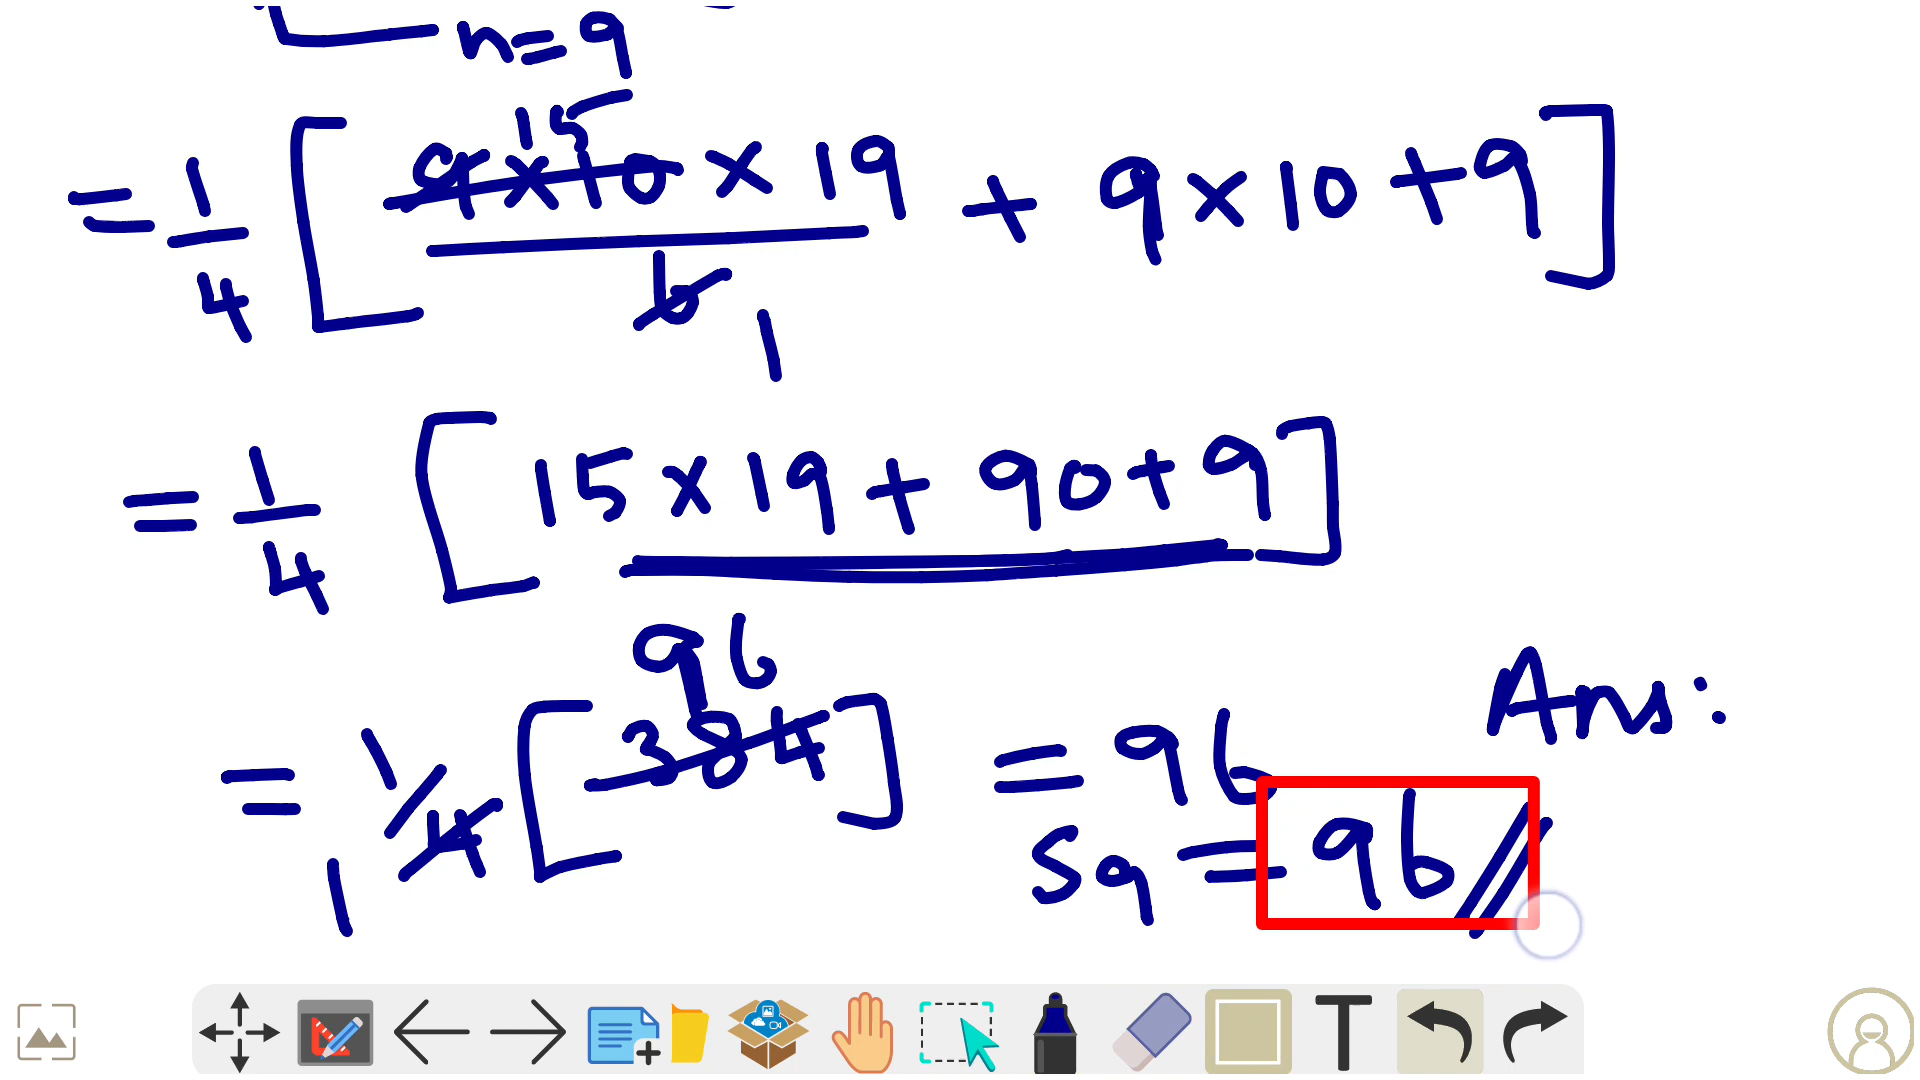 n=9
= 1/4 [ 9×10 15 ×19 / 6 1 + 9×10+9 ]
= 1/4 [ 15×19+ 90+9 ]
= 1/4 1 [ 384 96 ] = 96
Ans:
S9 = 96 //
T